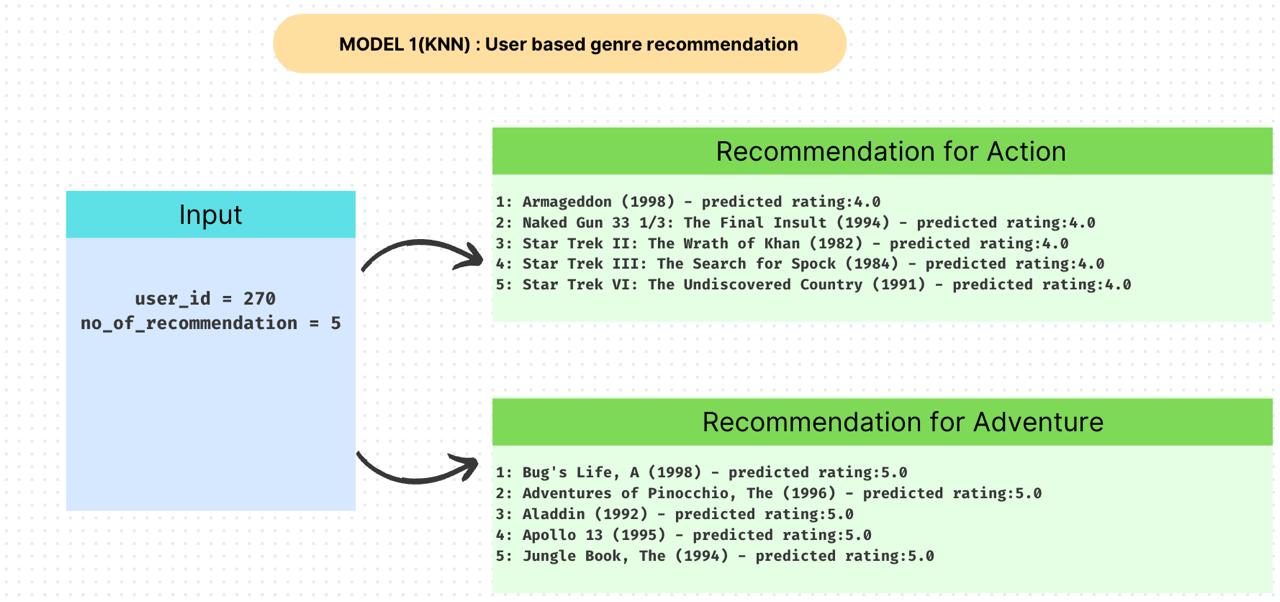 MODEL 1(KNN) : User based genre recommendation
Input
user_id = 270
no_of_recommendation = 5
Recommendation for Action
1: Armageddon (1998) - predicted rating:4.0
2: Naked Gun 33 1/3: The Final Insult (1994) - predicted rating:4.0
3: Star Trek II: The Wrath of Khan (1982) - predicted rating:4.0
4: Star Trek III: The Search for Spock (1984) - predicted rating:4.0
5: Star Trek VI: The Undiscovered Country (1991) - predicted rating:4.0
Recommendation for Adventure
1: Bug's Life, A (1998) - predicted rating:5.0
2: Adventures of Pinocchio, The (1996) - predicted rating:5.0
3: Aladdin (1992) - predicted rating:5.0
4: Apollo 13 (1995) - predicted rating:5.0
5: Jungle Book, The (1994) - predicted rating:5.0